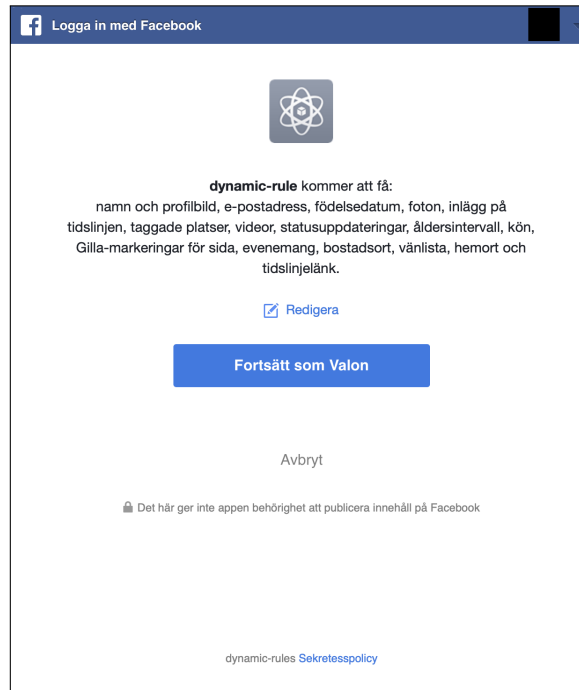 Logga in med Facebook
dynamic-rule kommer att få:
namn och profilbild, e-postadress, födelsedatum, foton, inlägg på
tidslinjen, taggade platser, videor, statusuppdateringar, åldersintervall, kön,
Gilla-markeringar för sida, evenemang, bostadsort, vänlista, hemort och
tidslinjelänk.
Redigera
Fortsätt som Valon
Avbryt
Det här ger inte appen behörighet att publicera innehåll på Facebook
dynamic-rules Sekretesspolicy